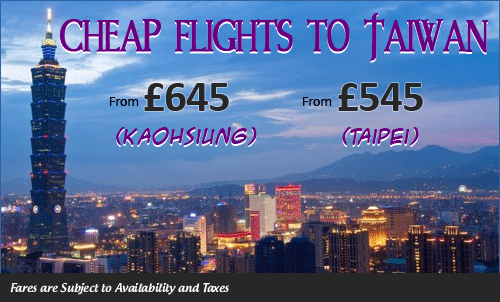 CHEAP FLIGHTS TO TAIWAN
From £645 From £545
(KAOHSIUNG) (TAIPEI)
Fares are Subject to Availability and Taxes